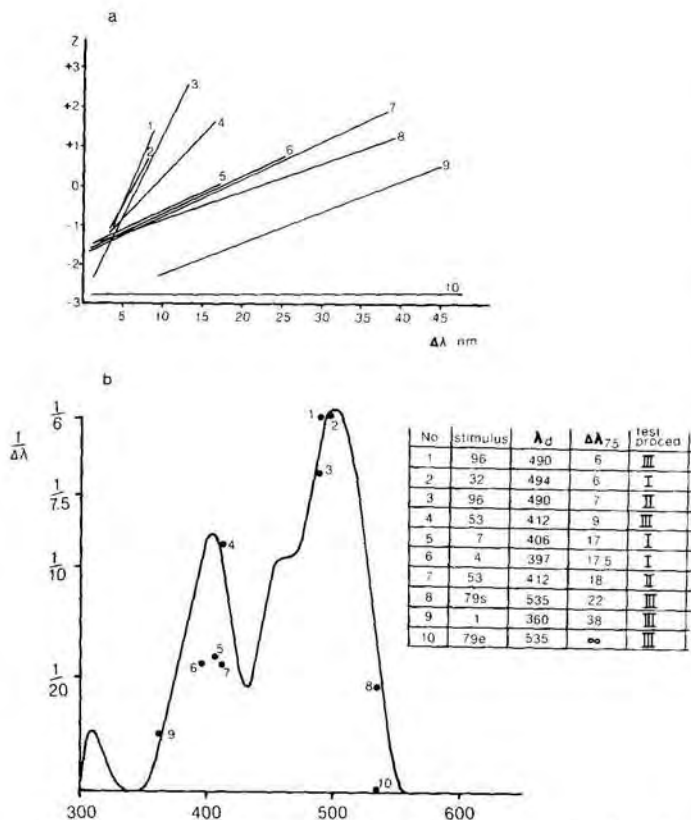 a
Z
+3
+2
+1
0
-1
-2
-3
1
2
3
4
5
6
7
8
9
10
5 10 15 20 25 30 35 40 45
Δλ nm
b
1/Δλ
1/6
1/7.5
1/10
1/20
1
2
3
4
5
6
7
8
9
10
300 400 500 600
No stimulus λd Δλ75 test proced
1 96 490 6 III
2 32 494 6 I
3 96 490 7 II
4 53 412 9 III
5 7 406 17 I
6 4 397 17.5 I
7 53 412 18 II
8 79s 535 22 III
9 1 360 38 III
10 79e 535 ∞ III